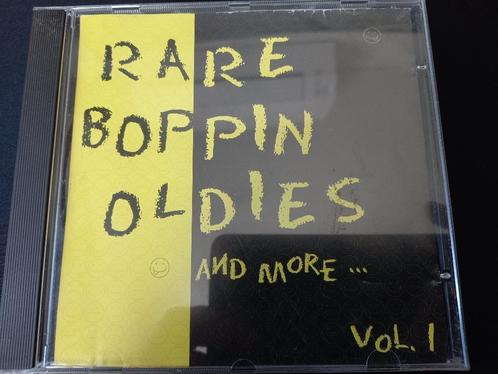 RARE
BOPPIN
OLDIES
AND MORE ...
VOL. 1